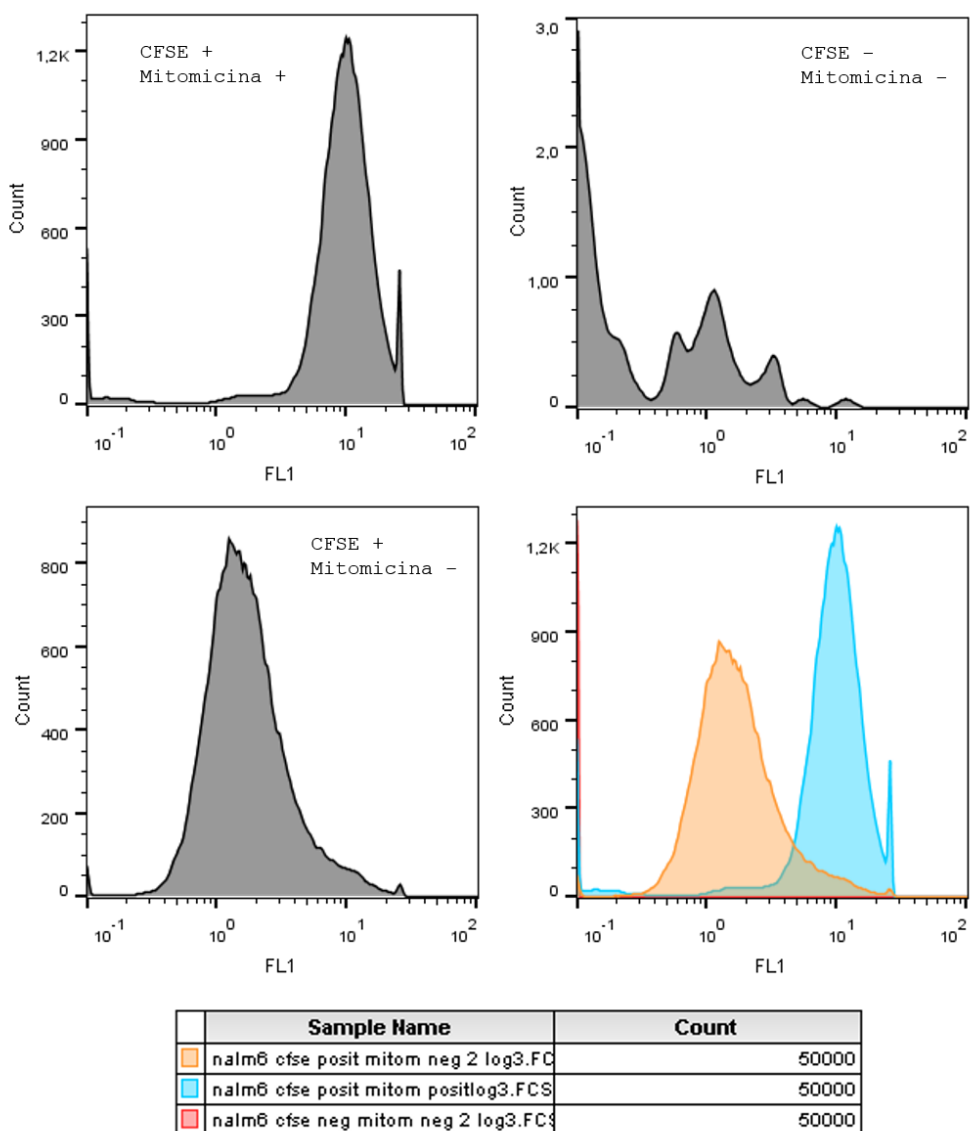 CFSE +
Mitomicina +
1,2K
900
600
300
0
Count
10^-1
10^0
10^1
10^2
FL1
CFSE -
Mitomicina -
3,0
2,0
1,00
0
Count
10^-1
10^0
10^1
10^2
FL1
CFSE +
Mitomicina -
800
600
400
200
0
Count
10^-1
10^0
10^1
10^2
FL1
1,2K
900
600
300
0
Count
10^-1
10^0
10^1
10^2
FL1
Sample Name Count
nalm6 cfse posit mitom neg 2 log3.FC 50000
nalm6 cfse posit mitom positlog3.FCS 50000
nalm6 cfse neg mitom neg 2 log3.FCS 50000